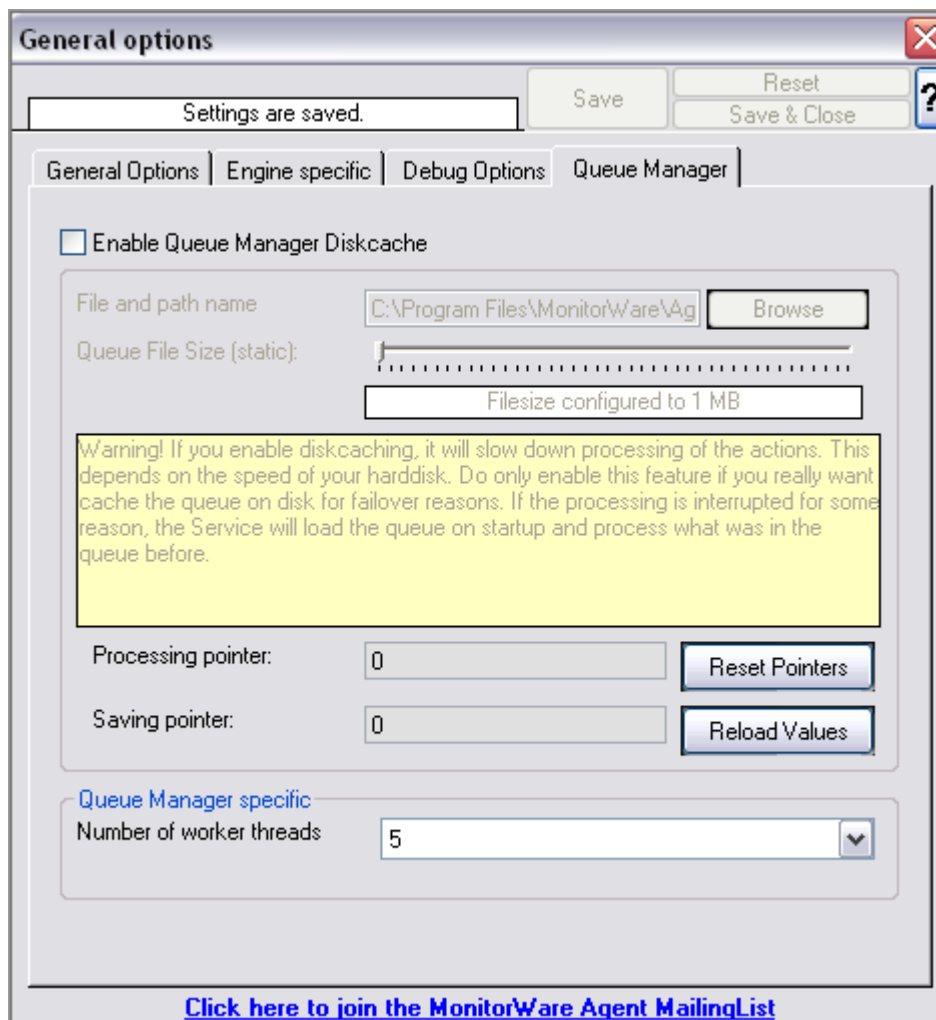 General options
Settings are saved.
Save
Reset
Save & Close
?
General Options
Engine specific
Debug Options
Queue Manager
Enable Queue Manager Diskcache
File and path name
C:\Program Files\MonitorWare\Ag
Browse
Queue File Size (static):
Filesize configured to 1 MB
Warning! If you enable diskcaching, it will slow down processing of the actions. This
depends on the speed of your harddisk. Do only enable this feature if you really want
cache the queue on disk for failover reasons. If the processing is interrupted for some
reason, the Service will load the queue on startup and process what was in the
queue before.
Processing pointer:
0
Reset Pointers
Saving pointer:
0
Reload Values
Queue Manager specific
Number of worker threads
5
Click here to join the MonitorWare Agent MailingList